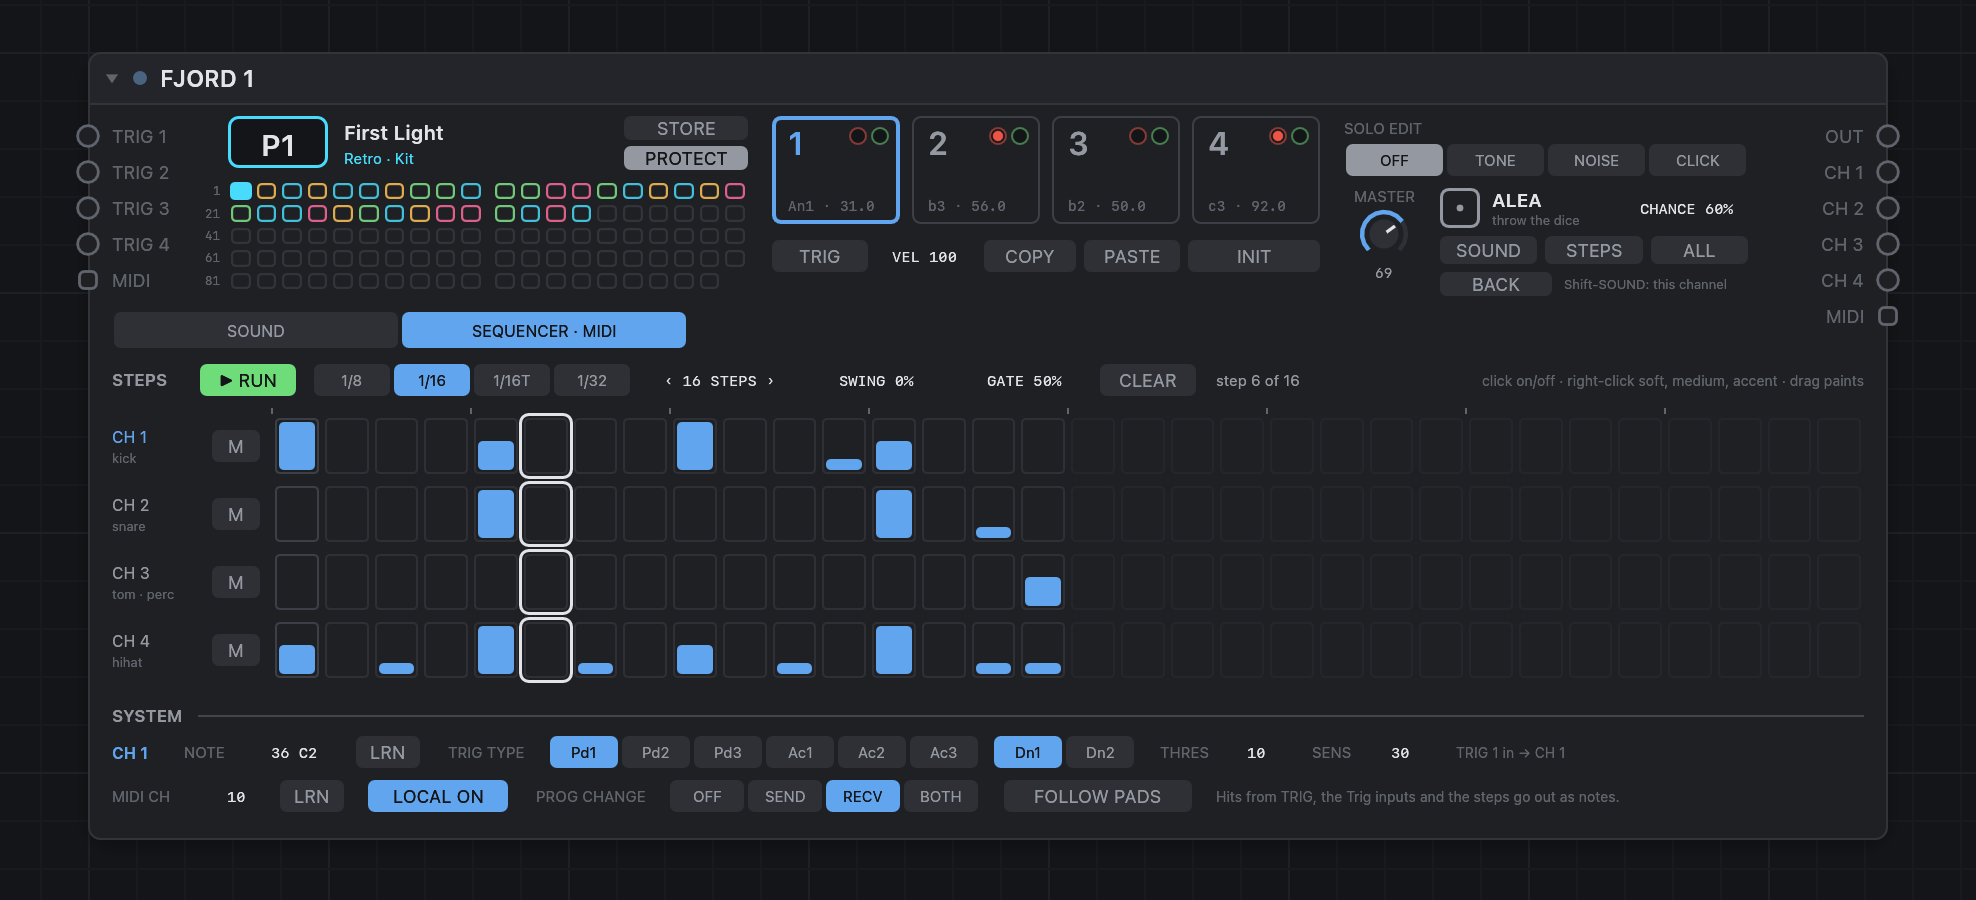 FJORD 1
TRIG 1
TRIG 2
TRIG 3
TRIG 4
MIDI
P1
First Light
Retro · Kit
STORE
PROTECT
1
21
41
61
81
1
An1 · 31.0
2
b3 · 56.0
3
b2 · 50.0
4
c3 · 92.0
TRIG
VEL 100
COPY
PASTE
INIT
SOLO EDIT
OFF
TONE
NOISE
CLICK
MASTER
69
ALEA
throw the dice
CHANCE 60%
SOUND
STEPS
ALL
BACK
Shift-SOUND: this channel
OUT
CH 1
CH 2
CH 3
CH 4
MIDI
SOUND
SEQUENCER · MIDI
STEPS
RUN
1/8
1/16
1/16T
1/32
‹ 16 STEPS ›
SWING 0%
GATE 50%
CLEAR
step 6 of 16
click on/off · right-click soft, medium, accent · drag paints
CH 1
kick
M
CH 2
snare
M
CH 3
tom · perc
M
CH 4
hihat
M
SYSTEM
CH 1
NOTE
36 C2
LRN
TRIG TYPE
Pd1
Pd2
Pd3
Ac1
Ac2
Ac3
Dn1
Dn2
THRES
10
SENS
30
TRIG 1 in → CH 1
MIDI CH
10
LRN
LOCAL ON
PROG CHANGE
OFF
SEND
RECV
BOTH
FOLLOW PADS
Hits from TRIG, the Trig inputs and the steps go out as notes.